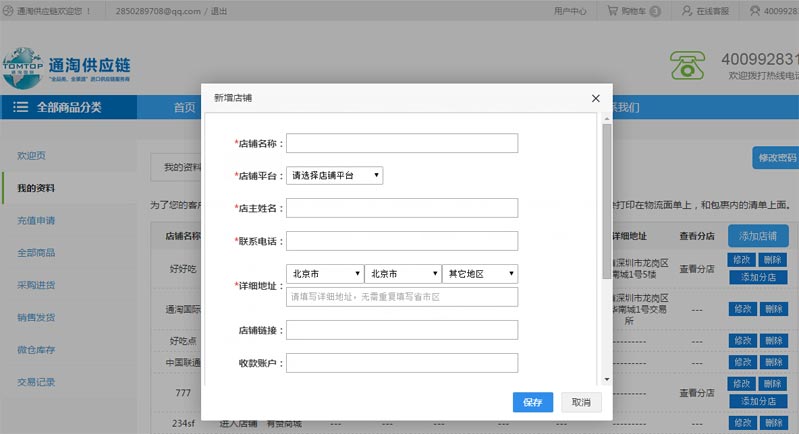 通淘供应链欢迎您！ 2850289708@qq.com / 退出 用户中心 购物车 在线客服 4009928
TOMTOP 通淘供应链
“全品类、全渠道”进口供应链服务商
400992831
欢迎拨打热线电话
全部商品分类 首页 系我们
新增店铺
*店铺名称：
*店铺平台： 请选择店铺平台
*店主姓名：
*联系电话：
*详细地址： 北京市 北京市 其它地区
请填写详细地址，无需重复填写省市区
店铺链接：
收款账户：
保存 取消
欢迎页
我的资料
充值申请
全部商品
采购进货
销售发货
微仓库存
交易记录
我的资料 修改密码
为了您的客户 打印在物流面单上，和包裹内的清单上面。
店铺名称 详细地址 查看分店 添加店铺
好好吃 深圳市龙岗区 南城1号5楼 查看分店 修改 删除 添加分店
通淘国际 深圳市龙岗区 华南城1号交易所 --- 修改 删除
好吃点 --------- --- 修改 删除
中国联通 --------- --- 修改 删除
777 --------- 查看分店 修改 删除 添加分店
234sf 进入店铺 有赞商城 --- --- --- --------- --- 修改 删除